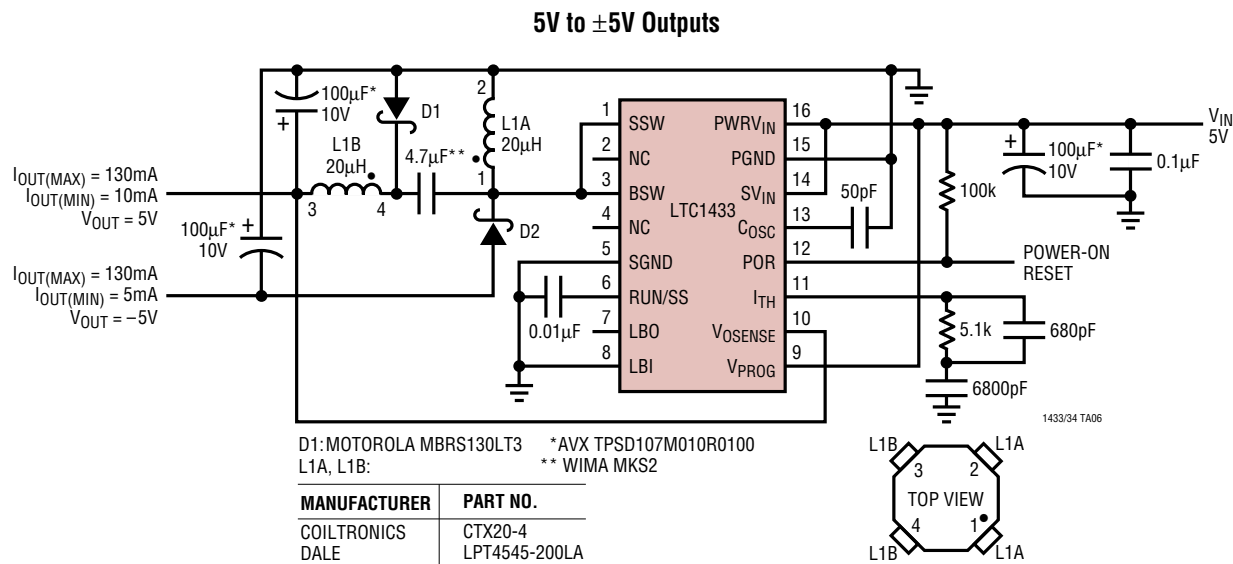 5V to ±5V Outputs
100µF*
10V
+
D1
2
L1A
20µH
1
L1B
20µH
3
4
4.7µF**
D2
I_OUT(MAX) = 130mA
I_OUT(MIN) = 10mA
V_OUT = 5V
100µF*
10V
+
I_OUT(MAX) = 130mA
I_OUT(MIN) = 5mA
V_OUT = –5V
0.01µF
LTC1433
1 SSW
2 NC
3 BSW
4 NC
5 SGND
6 RUN/SS
7 LBO
8 LBI
PWRV_IN 16
PGND 15
SV_IN 14
C_OSC 13
POR 12
I_TH 11
V_OSENSE 10
V_PROG 9
50pF
100k
+
100µF*
10V
0.1µF
V_IN
5V
POWER-ON
RESET
5.1k
680pF
6800pF
1433/34 TA06
D1: MOTOROLA MBRS130LT3 *AVX TPSD107M010R0100
L1A, L1B: ** WIMA MKS2
MANUFACTURER PART NO.
COILTRONICS CTX20-4
DALE LPT4545-200LA
L1B L1A
3 2
TOP VIEW
4 1
L1B L1A